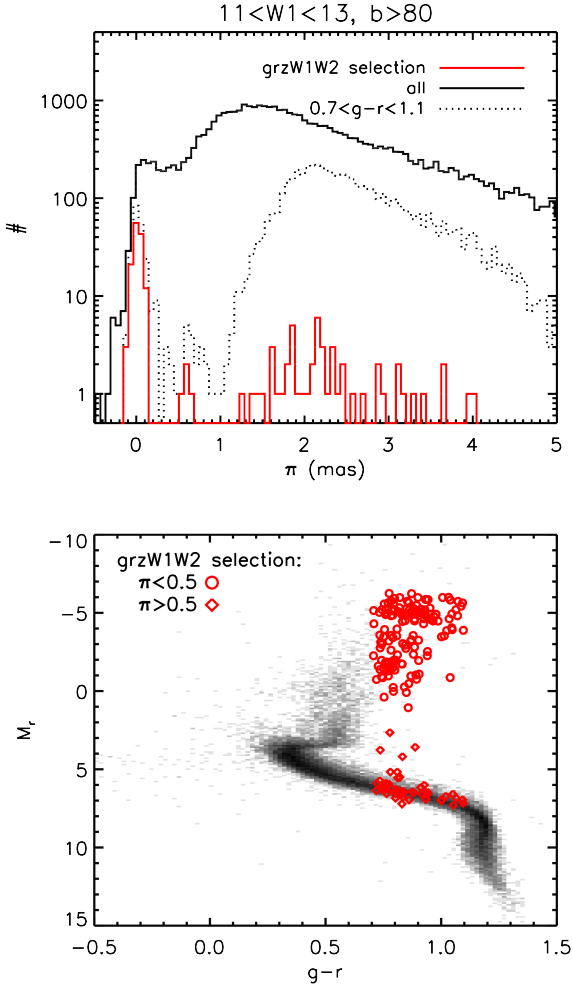 11<W1<13, b>80
grzW1W2 selection
all
0.7<g-r<1.1
1000
100
10
1
#
0 1 2 3 4 5
π (mas)
grzW1W2 selection:
π<0.5
π>0.5
-10
-5
0
5
10
15
Mr
-0.5 0.0 0.5 1.0 1.5
g-r